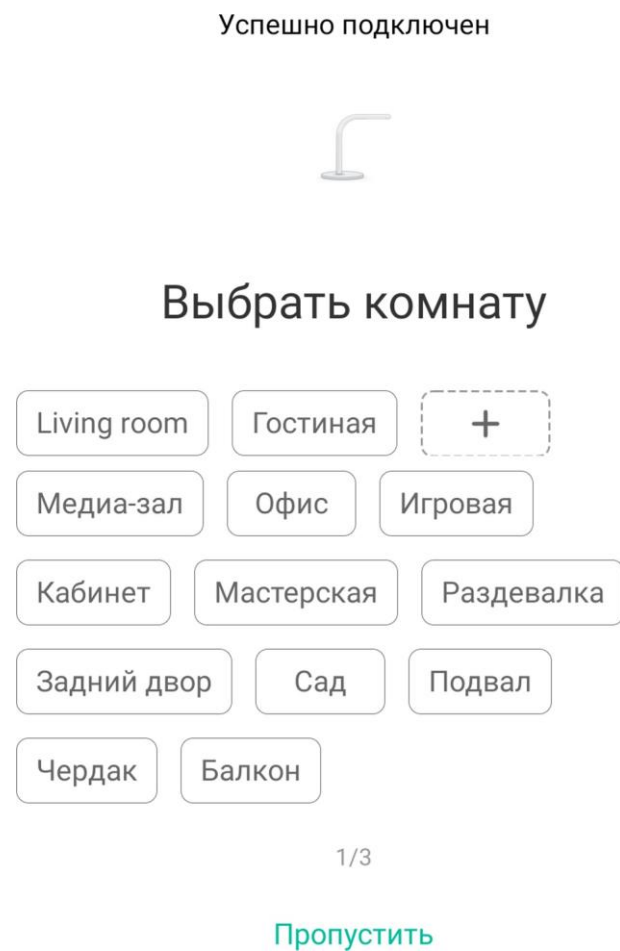 Успешно подключен
Выбрать комнату
Living room Гостиная +
Медиа-зал Офис Игровая
Кабинет Мастерская Раздевалка
Задний двор Сад Подвал
Чердак Балкон
1/3
Пропустить